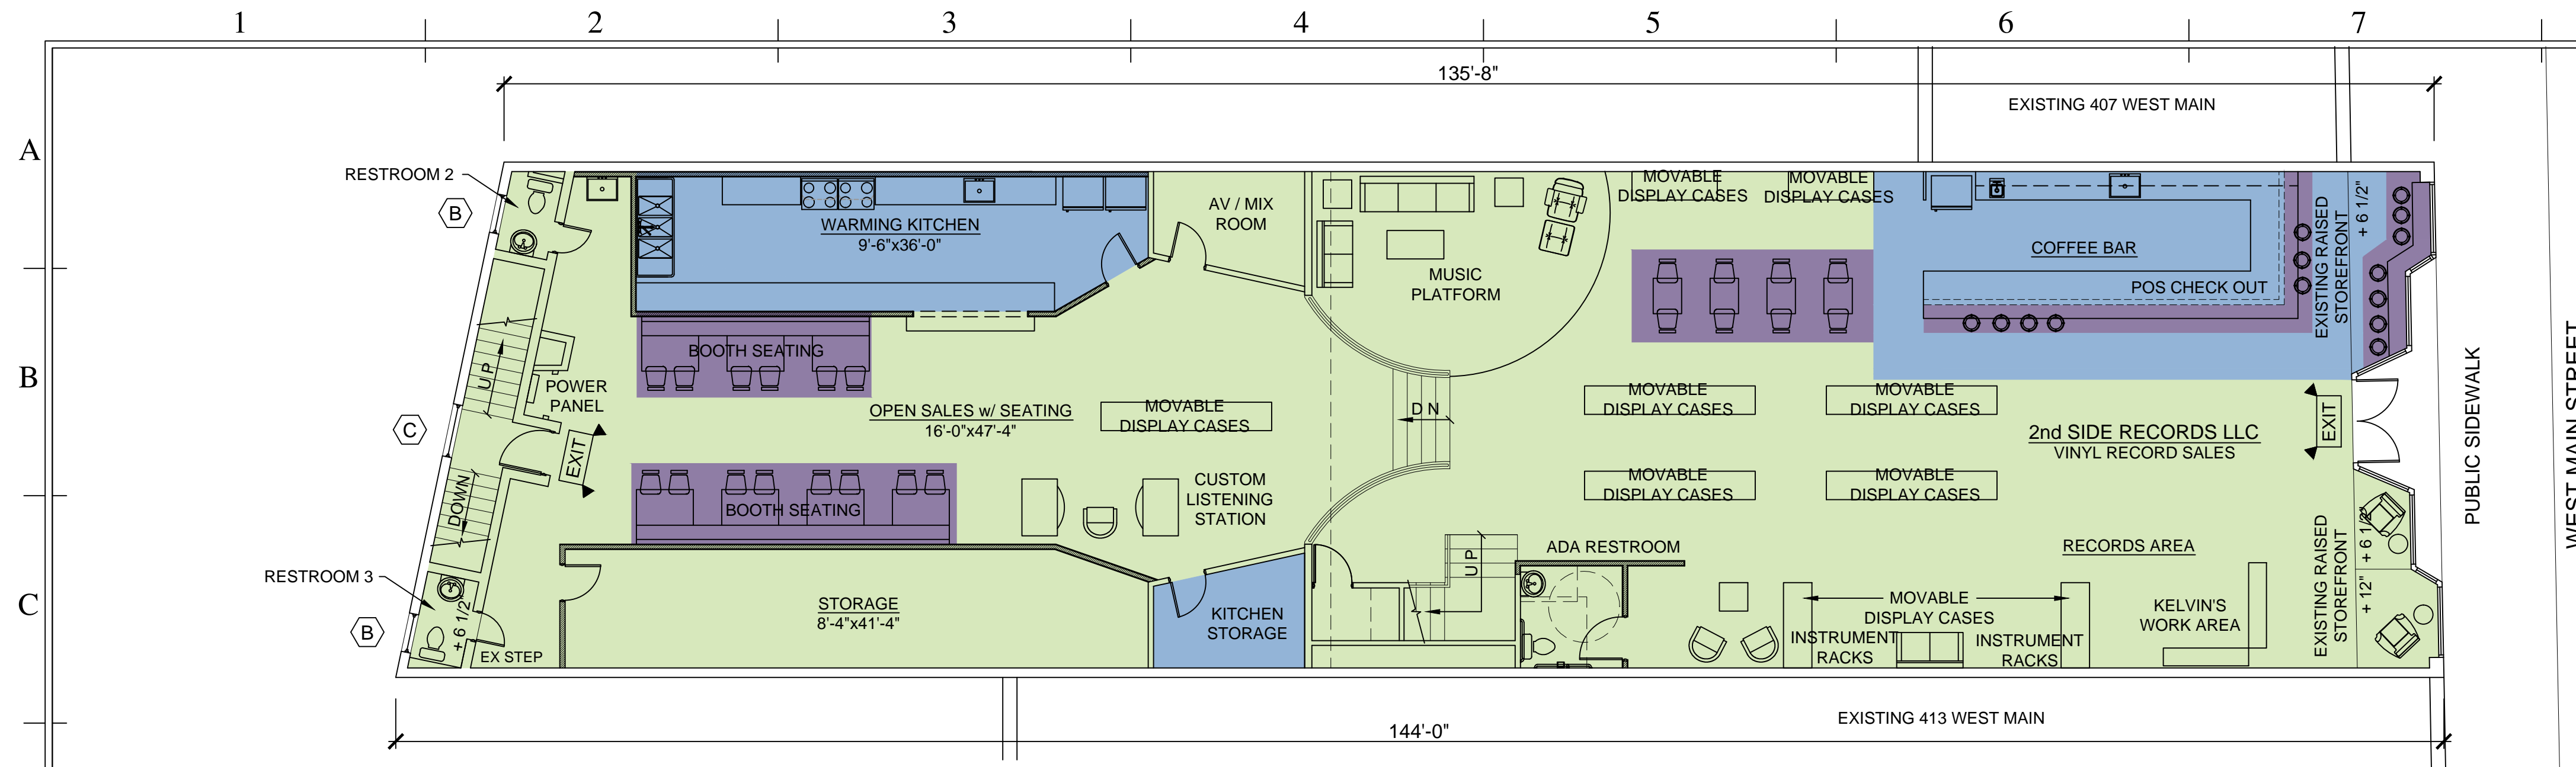 1 2 3 4 5 6 7
135'-8"
EXISTING 407 WEST MAIN
A
RESTROOM 2
B
WARMING KITCHEN
9'-6"x36'-0"
AV / MIX
ROOM
MUSIC
PLATFORM
MOVABLE
DISPLAY CASES
MOVABLE
DISPLAY CASES
COFFEE BAR
POS CHECK OUT
EXISTING RAISED
STOREFRONT
+ 6 1/2"
B
UP
POWER
PANEL
BOOTH SEATING
OPEN SALES w/ SEATING
16'-0"x47'-4"
MOVABLE
DISPLAY CASES
DN
MOVABLE
DISPLAY CASES
MOVABLE
DISPLAY CASES
2nd SIDE RECORDS LLC
VINYL RECORD SALES
EXIT
PUBLIC SIDEWALK
WEST MAIN STREET
C
EXIT
DOWN
BOOTH SEATING
CUSTOM
LISTENING
STATION
MOVABLE
DISPLAY CASES
MOVABLE
DISPLAY CASES
RECORDS AREA
EXISTING RAISED
STOREFRONT
+ 6 1/2"
+ 12"
C
RESTROOM 3
B
+ 6 1/2"
EX STEP
STORAGE
8'-4"x41'-4"
KITCHEN
STORAGE
UP
ADA RESTROOM
MOVABLE
DISPLAY CASES
INSTRUMENT
RACKS
INSTRUMENT
RACKS
KELVIN'S
WORK AREA
144'-0"
EXISTING 413 WEST MAIN